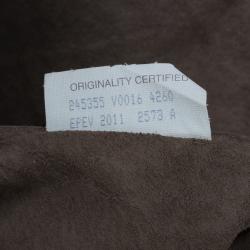 ORIGINALITY CERTIFIED
245355 V0016 4260
EPEV 2011 2573 A